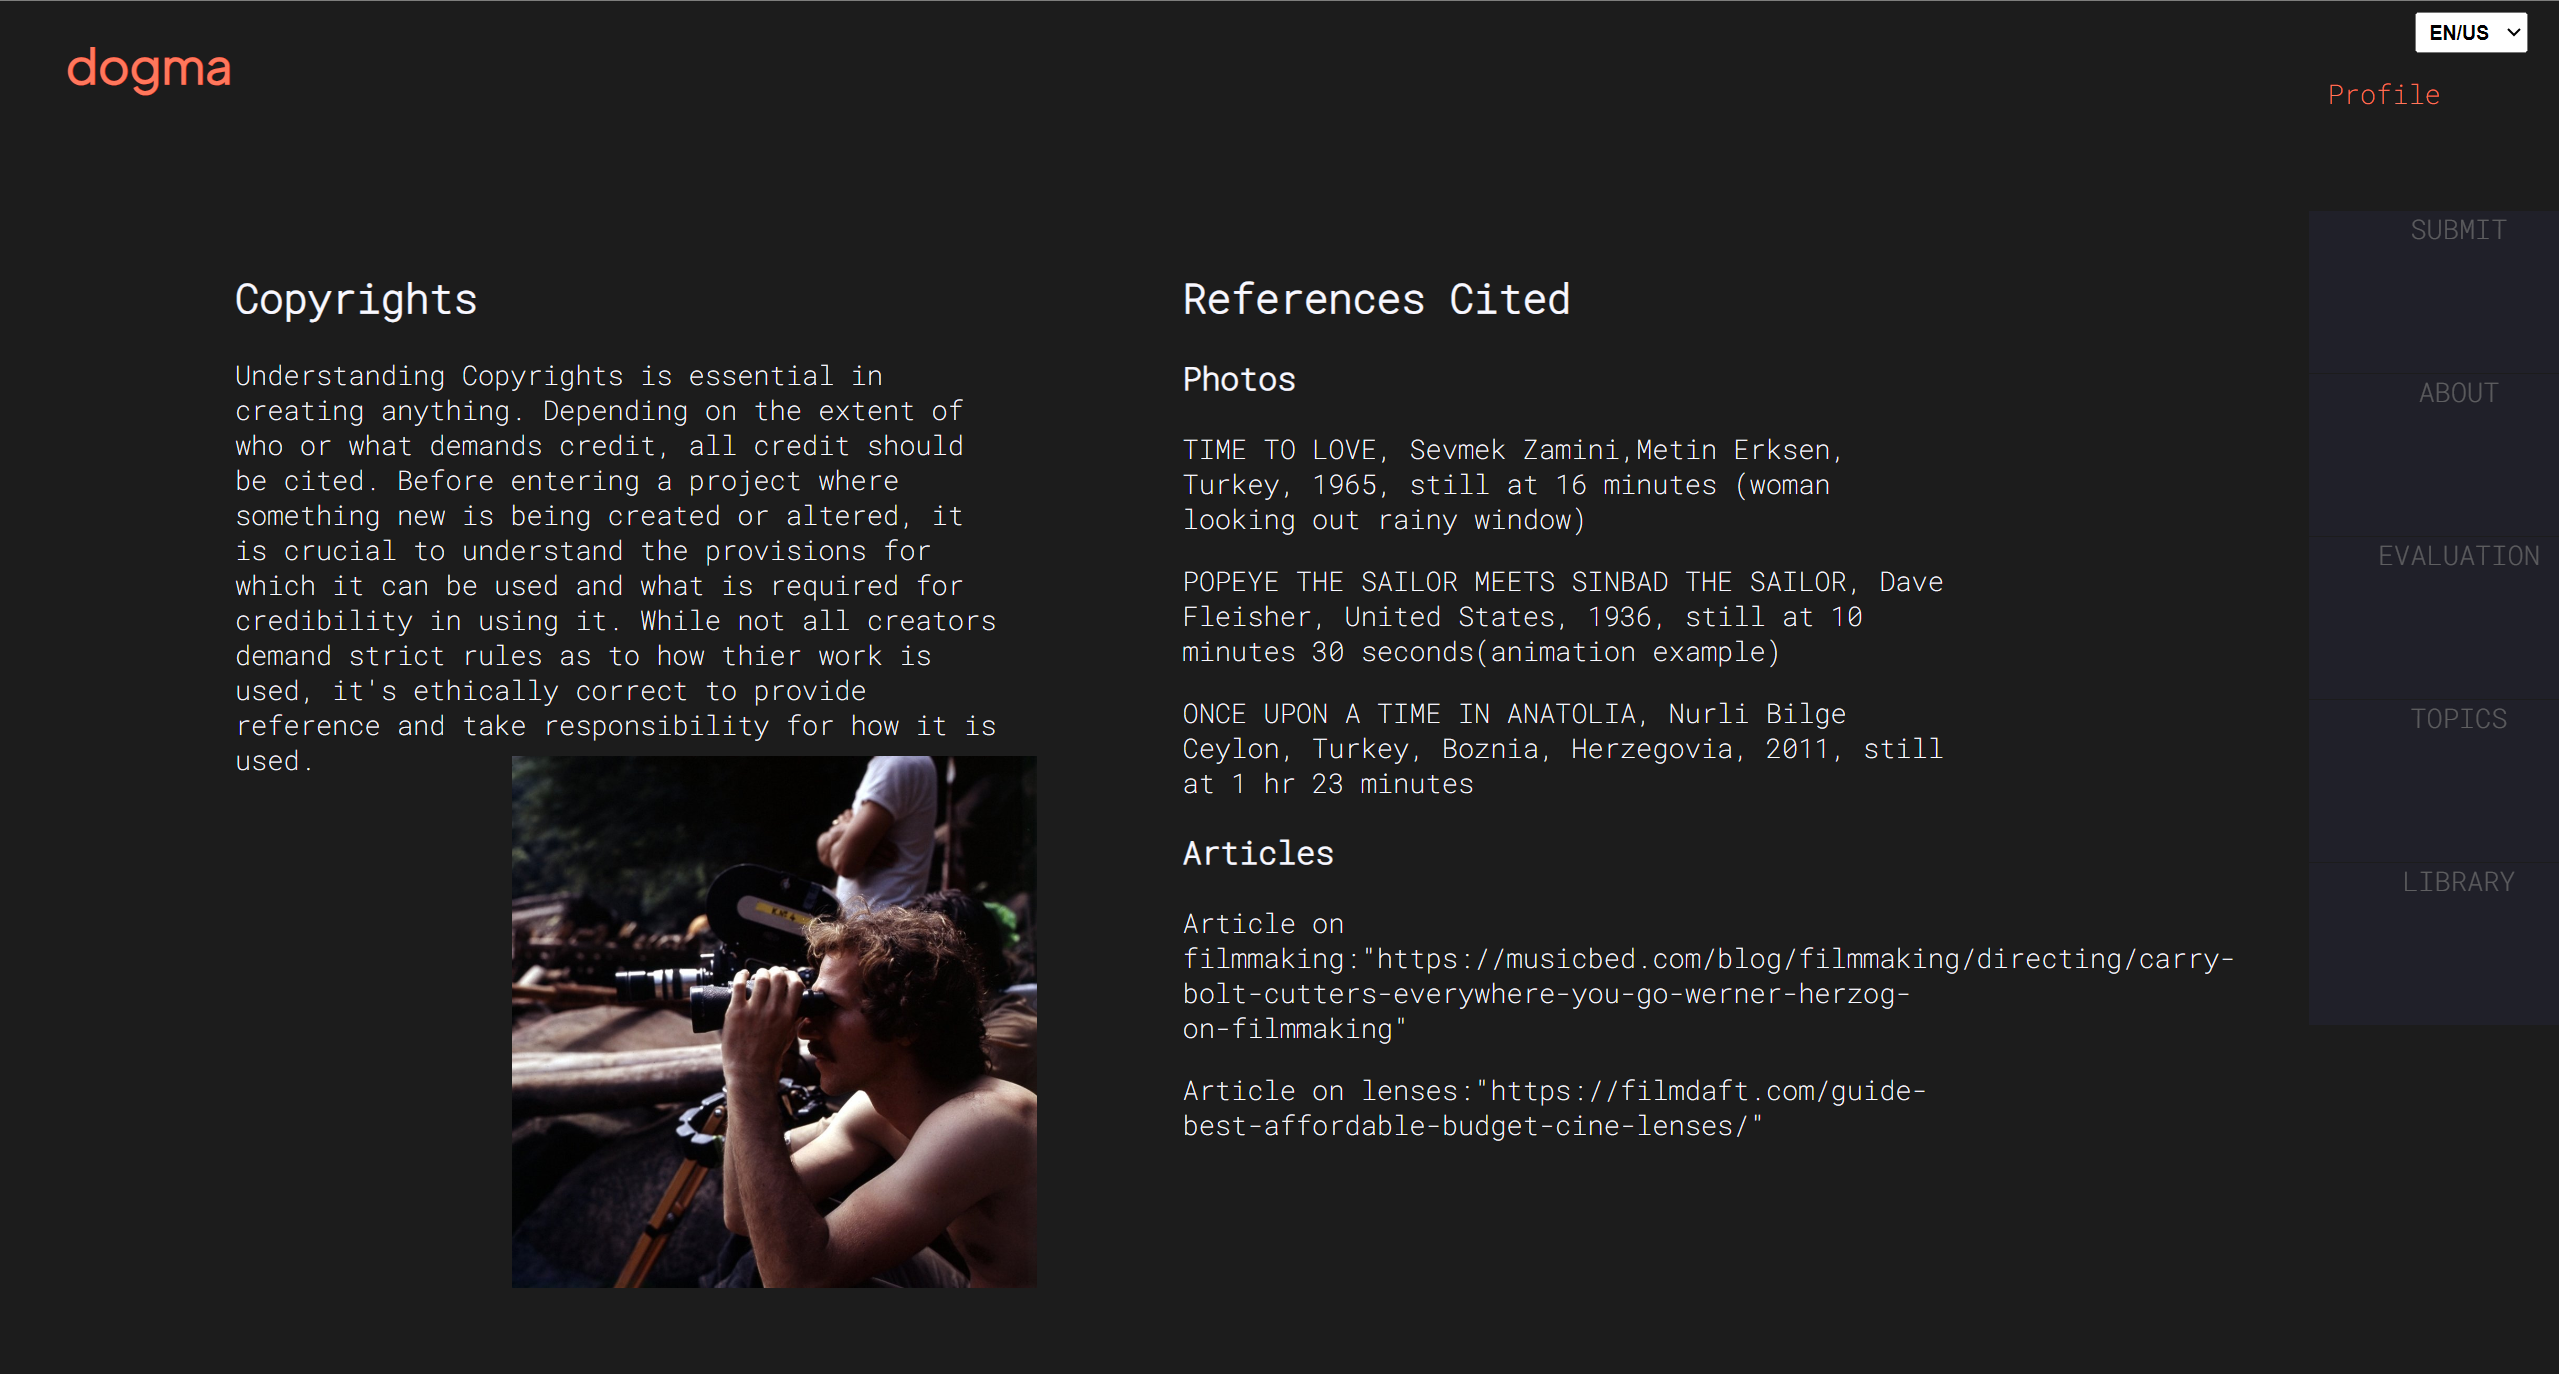 dogma
EN/US
Profile
SUBMIT
ABOUT
EVALUATION
TOPICS
LIBRARY
Copyrights
Understanding Copyrights is essential in
creating anything. Depending on the extent of
who or what demands credit, all credit should
be cited. Before entering a project where
something new is being created or altered, it
is crucial to understand the provisions for
which it can be used and what is required for
credibility in using it. While not all creators
demand strict rules as to how thier work is
used, it's ethically correct to provide
reference and take responsibility for how it is
used.
References Cited
Photos
TIME TO LOVE, Sevmek Zamini,Metin Erksen,
Turkey, 1965, still at 16 minutes (woman
looking out rainy window)
POPEYE THE SAILOR MEETS SINBAD THE SAILOR, Dave
Fleisher, United States, 1936, still at 10
minutes 30 seconds(animation example)
ONCE UPON A TIME IN ANATOLIA, Nurli Bilge
Ceylon, Turkey, Boznia, Herzegovia, 2011, still
at 1 hr 23 minutes
Articles
Article on
filmmaking:"https://musicbed.com/blog/filmmaking/directing/carry-
bolt-cutters-everywhere-you-go-werner-herzog-
on-filmmaking"
Article on lenses:"https://filmdaft.com/guide-
best-affordable-budget-cine-lenses/"